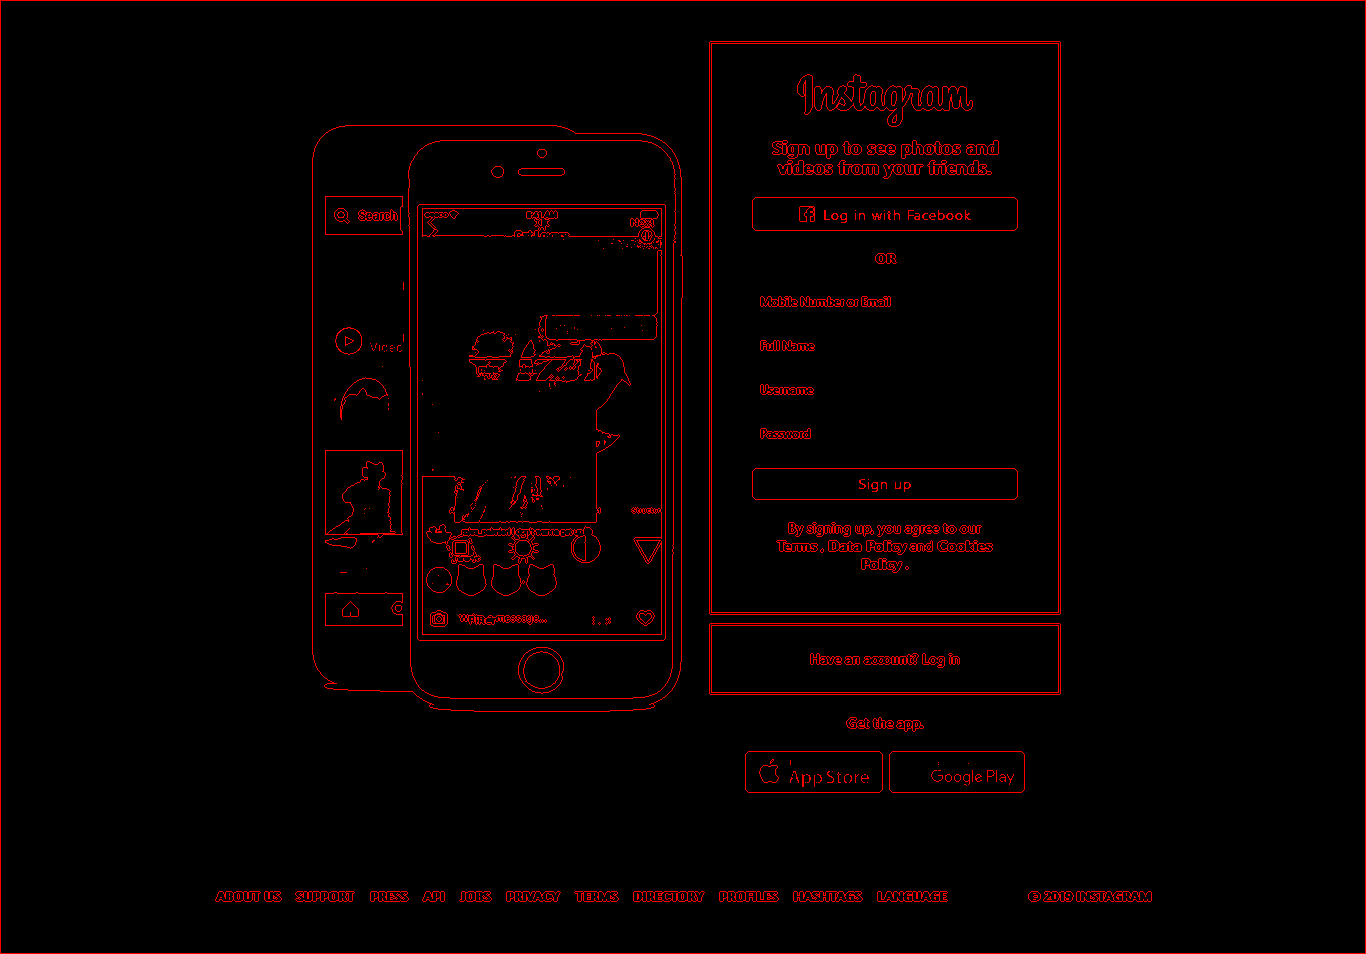 Instagram
Sign up to see photos and
videos from your friends.
Log in with Facebook
OR
Mobile Number or Email
Full Name
Username
Password
Sign up
By signing up, you agree to our
Terms , Data Policy and Cookies
Policy .
Have an account? Log in
Get the app.
App Store
Google Play
Search
9:41 AM
Video
Write a message...
ABOUT US SUPPORT PRESS API JOBS PRIVACY TERMS DIRECTORY PROFILES HASHTAGS LANGUAGE
© 2019 INSTAGRAM